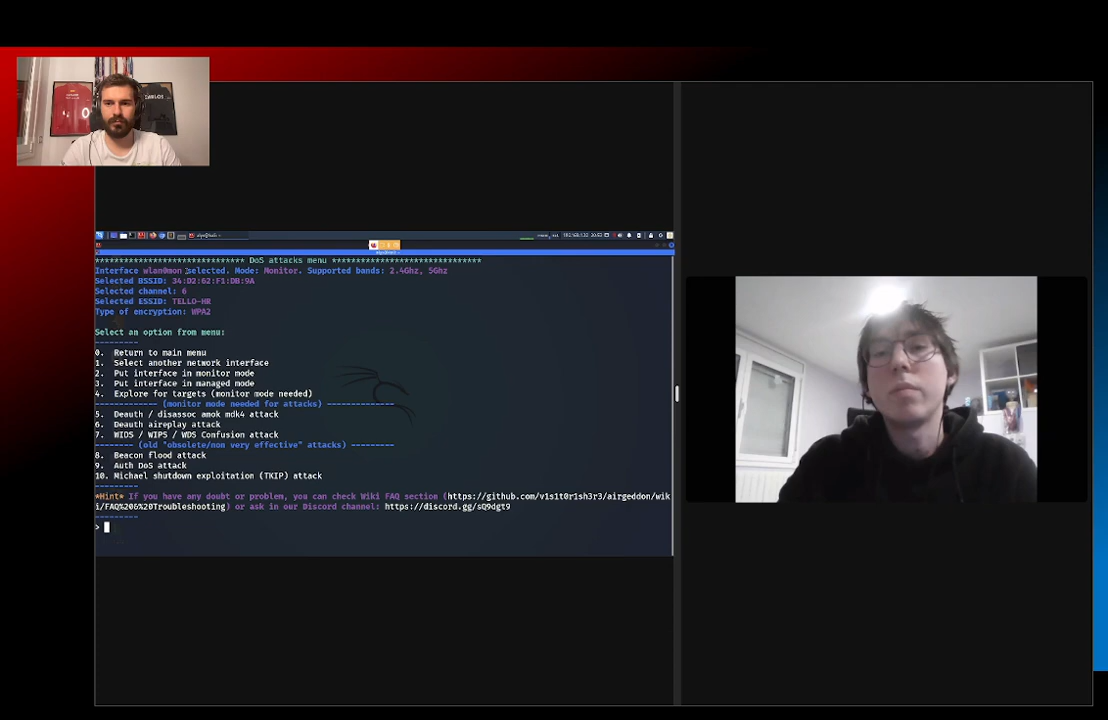 ****************************** DoS attacks menu ******************************
Interface wlan0mon selected. Mode: Monitor. Supported bands: 2.4Ghz, 5Ghz
Selected BSSID: 34:D2:62:F1:DB:9A
Selected channel: 6
Selected ESSID: TELLO-HR
Type of encryption: WPA2
Select an option from menu:
---------
0.  Return to main menu
1.  Select another network interface
2.  Put interface in monitor mode
3.  Put interface in managed mode
4.  Explore for targets (monitor mode needed)
------------- (monitor mode needed for attacks) --------------
5.  Deauth / disassoc amok mdk4 attack
6.  Deauth aireplay attack
7.  WIDS / WIPS / WDS Confusion attack
-------- (old "obsolete/non very effective" attacks) ---------
8.  Beacon flood attack
9.  Auth DoS attack
10. Michael shutdown exploitation (TKIP) attack
---------
*Hint* If you have any doubt or problem, you can check Wiki FAQ section (https://github.com/v1s1t0r1sh3r3/airgeddon/wik
i/FAQ%20&%20Troubleshooting) or ask in our Discord channel: https://discord.gg/sQ9dgt9
---------
>